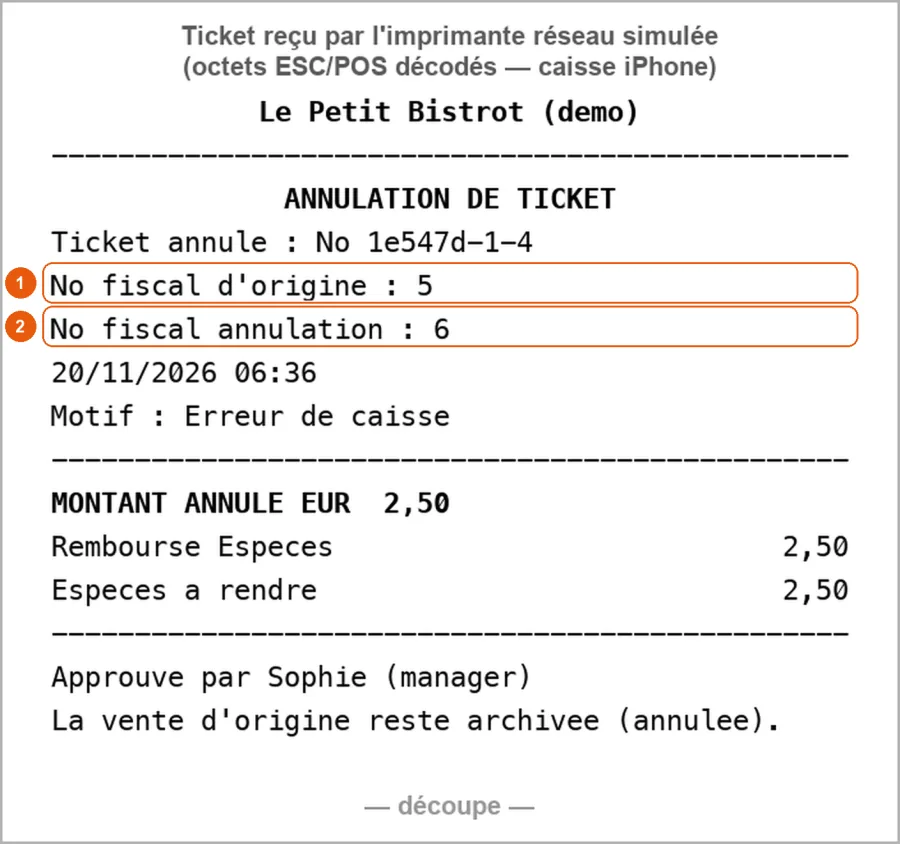 Ticket reçu par l'imprimante réseau simulée
(octets ESC/POS décodés — caisse iPhone)
Le Petit Bistrot (demo)
------------------------------------------------
ANNULATION DE TICKET
Ticket annule : No 1e547d-1-4
1 No fiscal d'origine : 5
2 No fiscal annulation : 6
20/11/2026 06:36
Motif : Erreur de caisse
------------------------------------------------
MONTANT ANNULE EUR  2,50
Rembourse Especes 2,50
Especes a rendre 2,50
------------------------------------------------
Approuve par Sophie (manager)
La vente d'origine reste archivee (annulee).
— découpe —